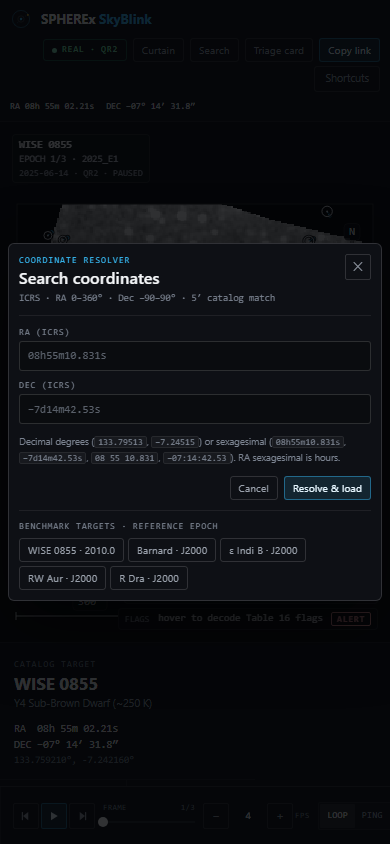 SPHEREx SkyBlink
REAL · QR2
Curtain
Search
Triage card
Copy link
Shortcuts
RA 08h 55m 02.21s DEC −07° 14′ 31.8″
WISE 0855
EPOCH 1/3 · 2025_E1
2025-06-14 · QR2 · PAUSED
N
COORDINATE RESOLVER
Search coordinates
ICRS · RA 0–360° · Dec −90–90° · 5′ catalog match
RA (ICRS)
08h55m10.831s
DEC (ICRS)
−7d14m42.53s
Decimal degrees (133.79513, −7.24515) or sexagesimal (08h55m10.831s,
−7d14m42.53s, 08 55 10.831, −07:14:42.53). RA sexagesimal is hours.
Cancel
Resolve & load
BENCHMARK TARGETS · REFERENCE EPOCH
WISE 0855 · 2010.0
Barnard · J2000
ε Indi B · J2000
RW Aur · J2000
R Dra · J2000
FLAGS hover to decode Table 16 flags ALERT
CATALOG TARGET
WISE 0855
Y4 Sub-Brown Dwarf (~250 K)
RA 08h 55m 02.21s
DEC −07° 14′ 31.8″
133.759210°, −7.242160°
FRAME 1/3
− 4 + FPS
LOOP
PING